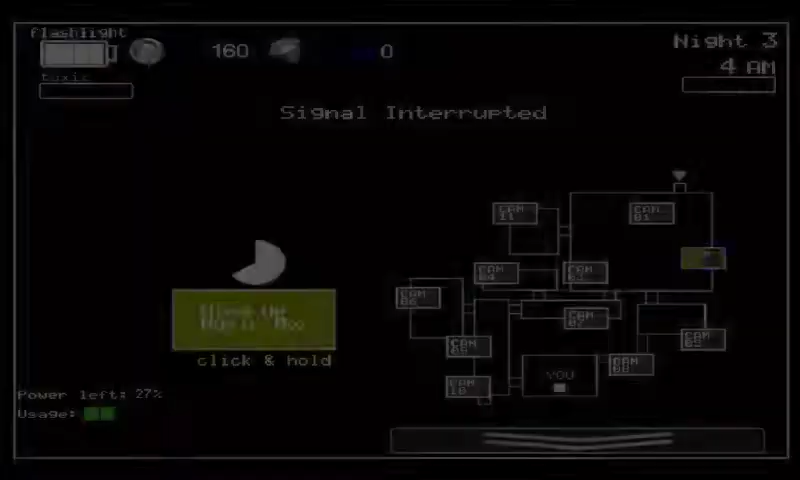 flashlight
160
0
Night 3
4 AM
toxic
Signal Interrupted
CAM
11
CAM
01
CAM
04
CAM
03
CAM
06
CAM
07
CAM
05
CAM
09
CAM
08
CAM
10
YOU
click & hold
Power left: 27%
Usage: